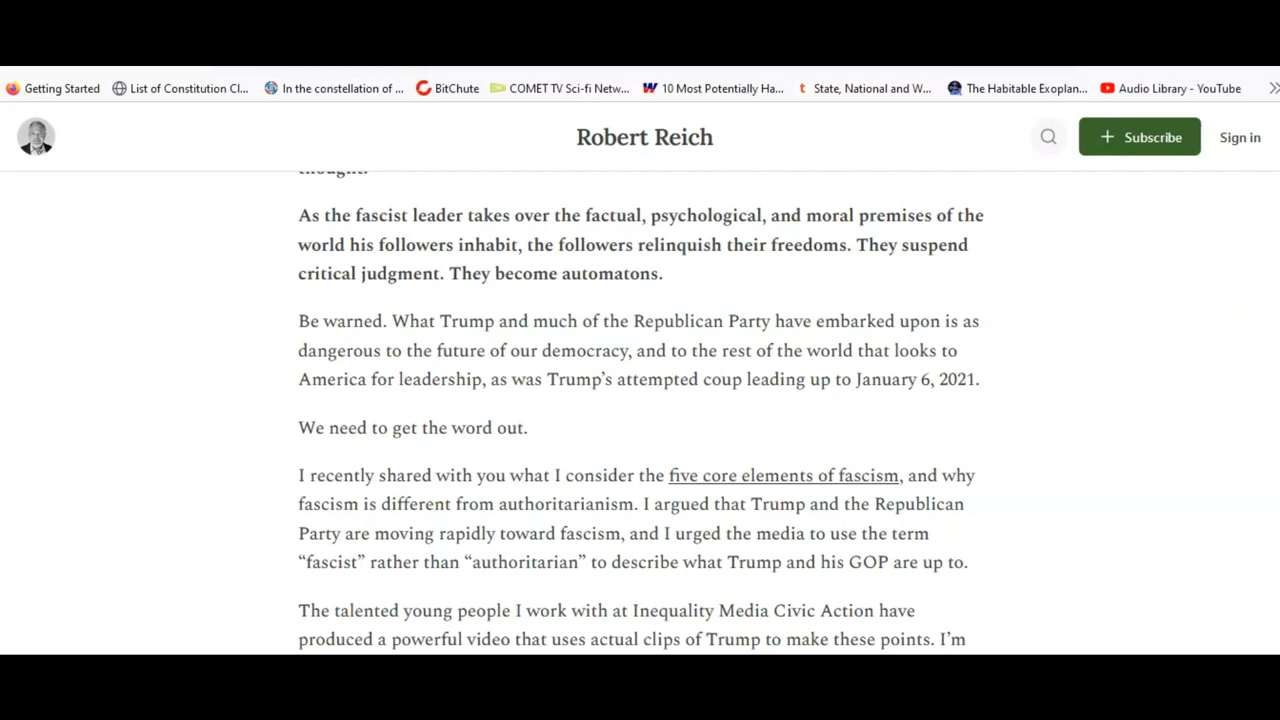 Getting Started List of Constitution Cl... In the constellation of ... BitChute COMET TV Sci-fi Netw... 10 Most Potentially Ha... State, National and W... The Habitable Exoplan... Audio Library - YouTube
Robert Reich
+ Subscribe
Sign in
thought.
As the fascist leader takes over the factual, psychological, and moral premises of the
world his followers inhabit, the followers relinquish their freedoms. They suspend
critical judgment. They become automatons.
Be warned. What Trump and much of the Republican Party have embarked upon is as
dangerous to the future of our democracy, and to the rest of the world that looks to
America for leadership, as was Trump’s attempted coup leading up to January 6, 2021.
We need to get the word out.
I recently shared with you what I consider the five core elements of fascism, and why
fascism is different from authoritarianism. I argued that Trump and the Republican
Party are moving rapidly toward fascism, and I urged the media to use the term
“fascist” rather than “authoritarian” to describe what Trump and his GOP are up to.
The talented young people I work with at Inequality Media Civic Action have
produced a powerful video that uses actual clips of Trump to make these points. I’m